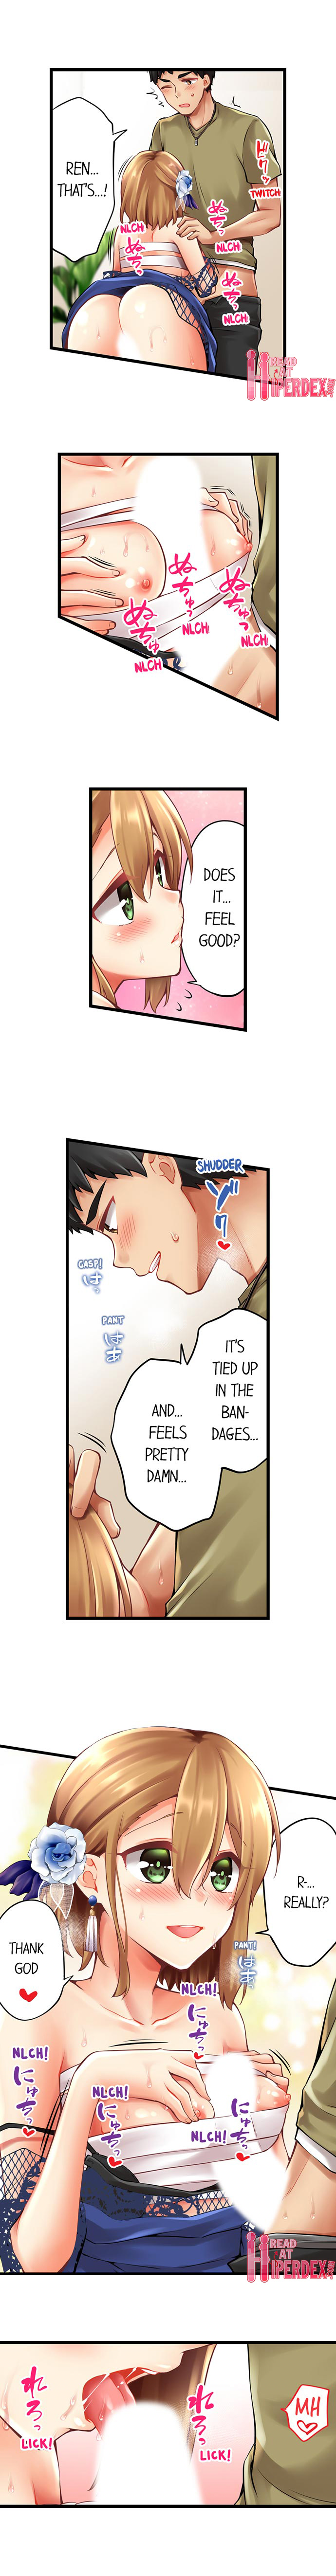 REN...
THAT'S...!
ドクッ
TWITCH
NLCH
ぬちっ
ぬちっ
NLCH
ぬちっ
NLCH
READ
AT
HIPERDEX
ぬちゅっ
NLCH
ぬちゅっ
NLCH
ぬちゅっ
NLCH
DOES
IT...
FEEL
GOOD?
SHUDDER
ゾク
GASP!
はっ
PANT
はぁ
IT'S
TIED UP
IN THE
BAN-
DAGES...
AND...
FEELS
PRETTY
DAMN...
R-...
REALLY?
THANK
GOD
PANT!
はぁ
NLCH!
にゅちっ
NLCH!
にゅちっ
NLCH!
にゅちっ
NLCH!
にゅちっ
READ
AT
HIPERDEX
MH
れろっ
LICK!
れろっ
LICK!